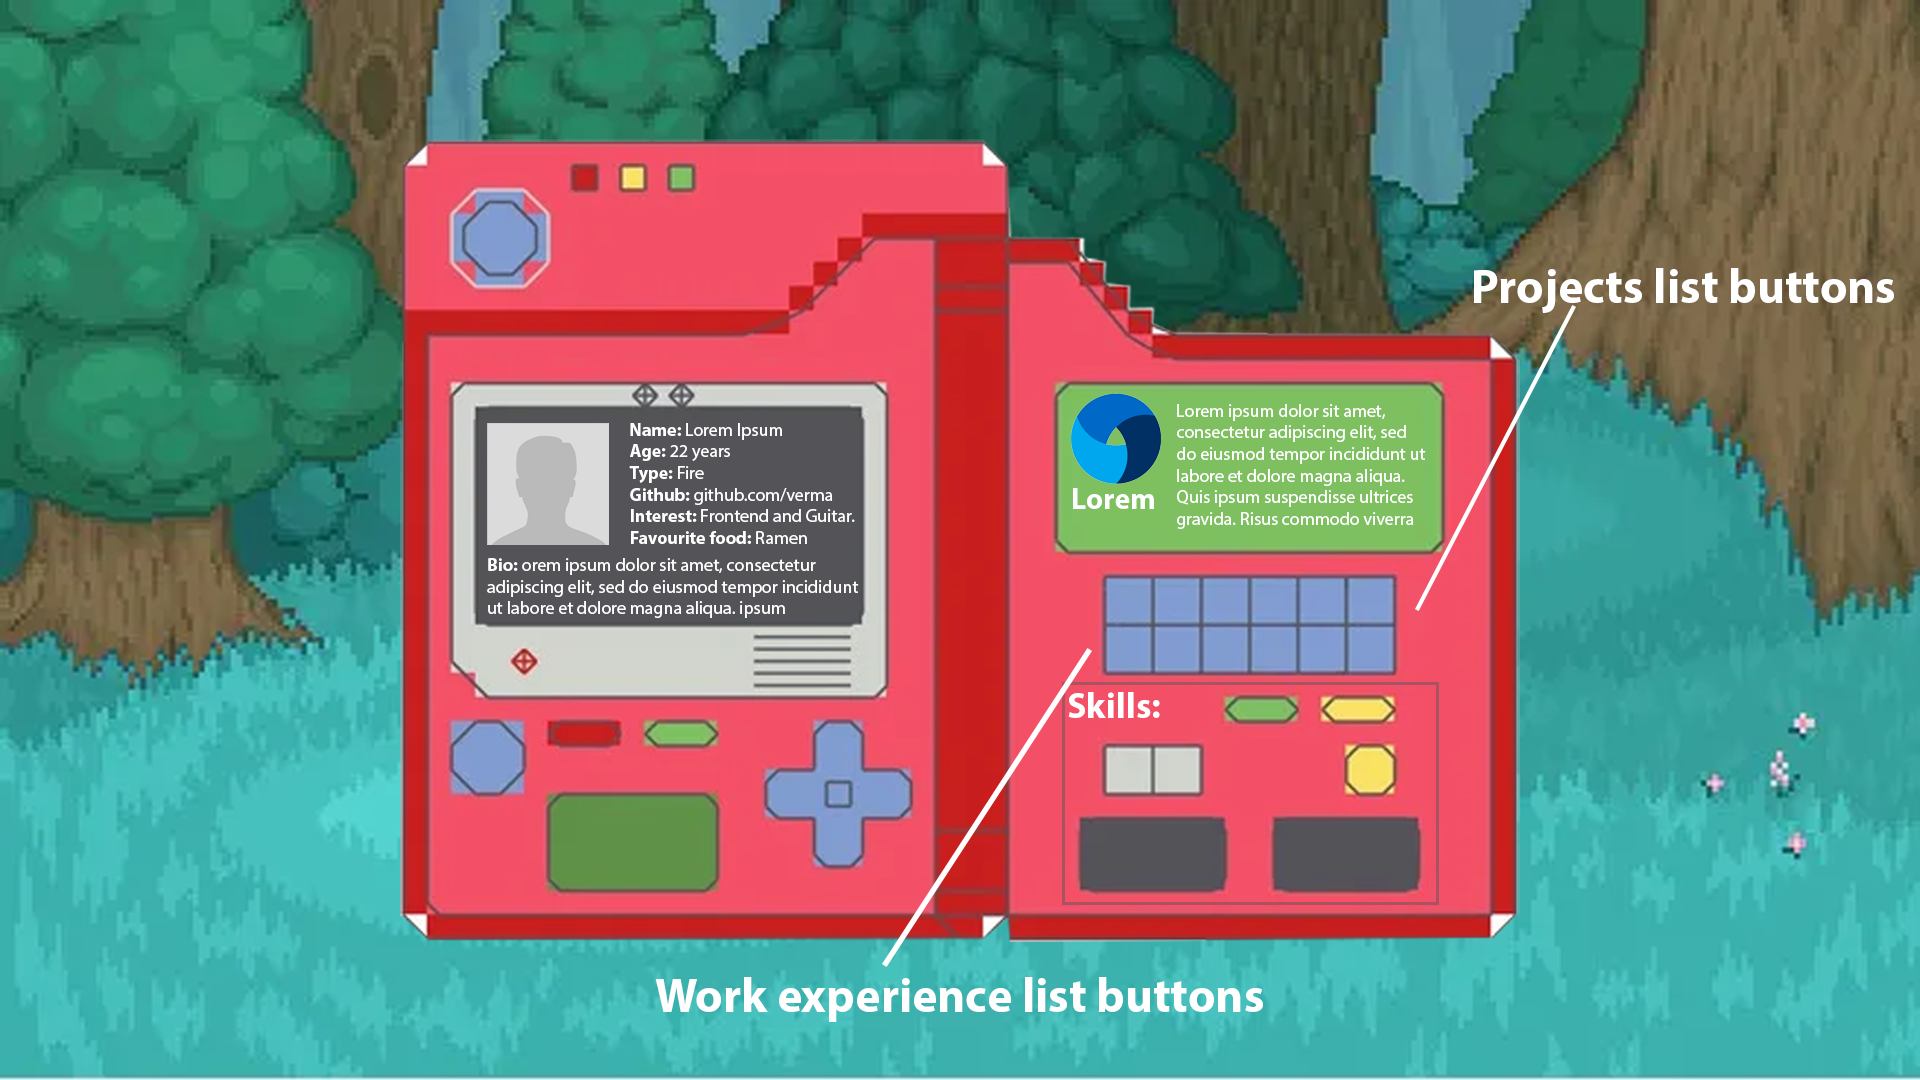 Projects list buttons
Name: Lorem Ipsum
Age: 22 years
Type: Fire
Github: github.com/verma
Interest: Frontend and Guitar.
Favourite food: Ramen
Bio: orem ipsum dolor sit amet, consectetur
adipiscing elit, sed do eiusmod tempor incididunt
ut labore et dolore magna aliqua. ipsum
Lorem
Lorem ipsum dolor sit amet,
consectetur adipiscing elit, sed
do eiusmod tempor incididunt ut
labore et dolore magna aliqua.
Quis ipsum suspendisse ultrices
gravida. Risus commodo viverra
Skills:
Work experience list buttons